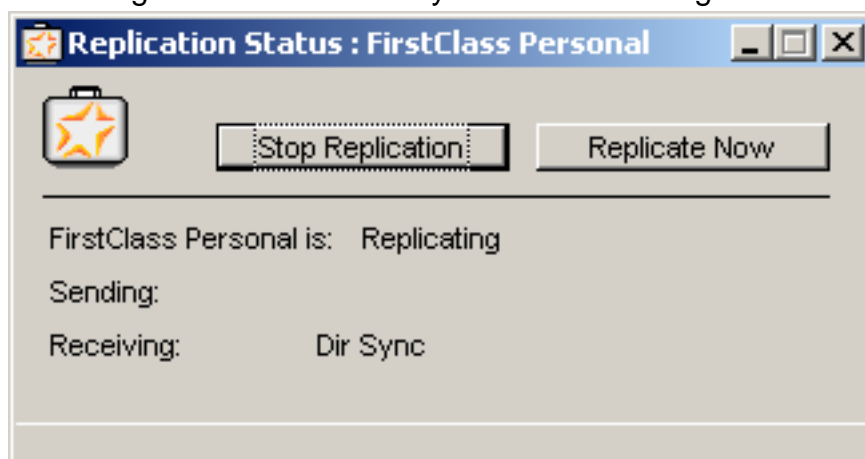 Replication Status : FirstClass Personal
Stop Replication Replicate Now
FirstClass Personal is: Replicating
Sending:
Receiving: Dir Sync